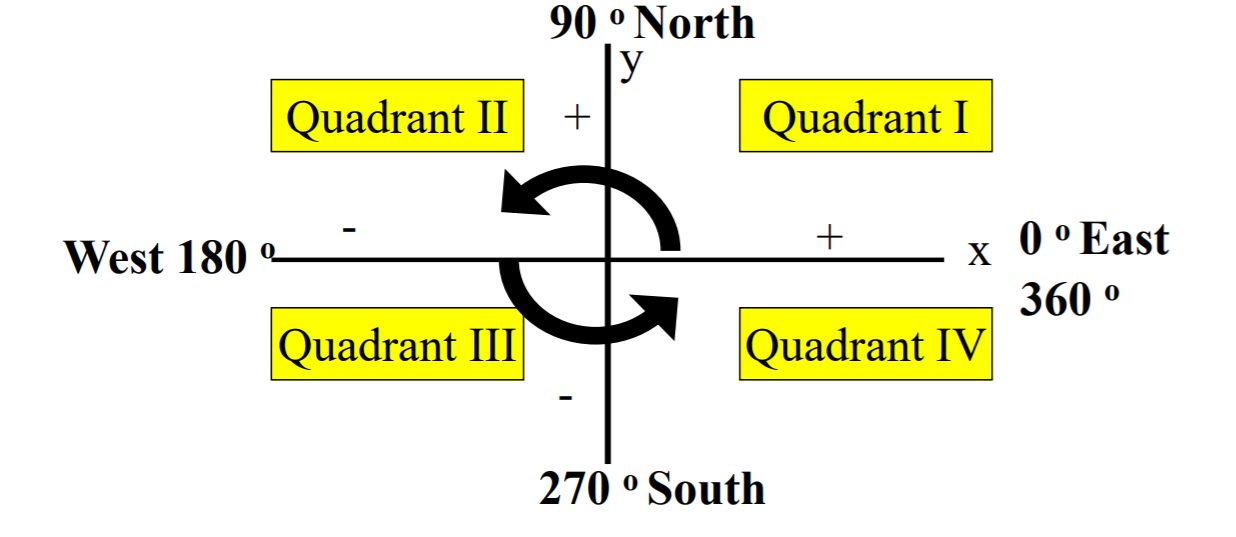 90 º North
y
Quadrant II
+
Quadrant I
-
+
West 180 º
x
0 º East
360 º
Quadrant III
Quadrant IV
-
270 º South